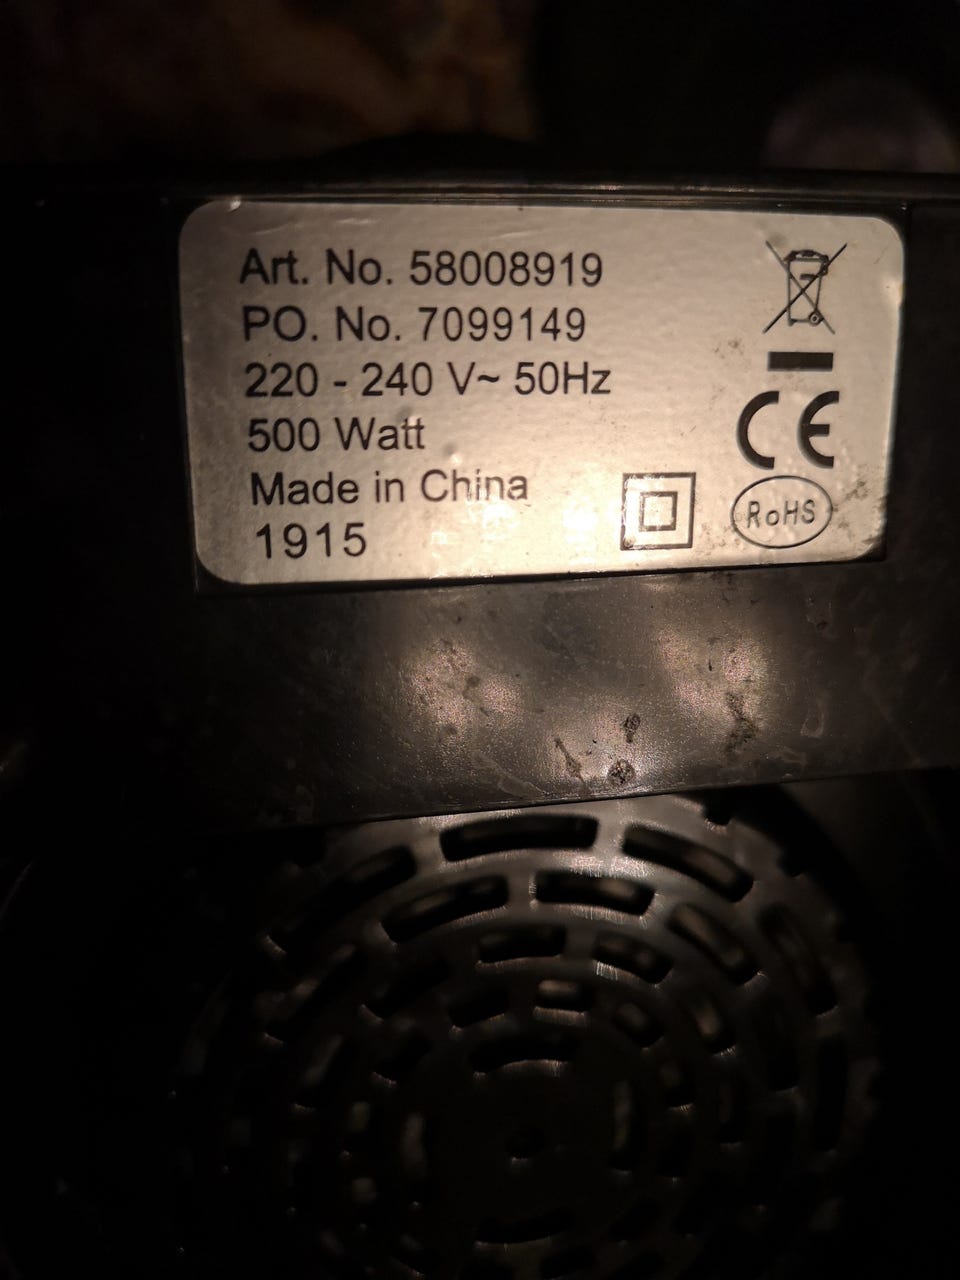 Art. No. 58008919
PO. No. 7099149
220 - 240 V~ 50Hz
500 Watt
Made in China
1915
CE
RoHS